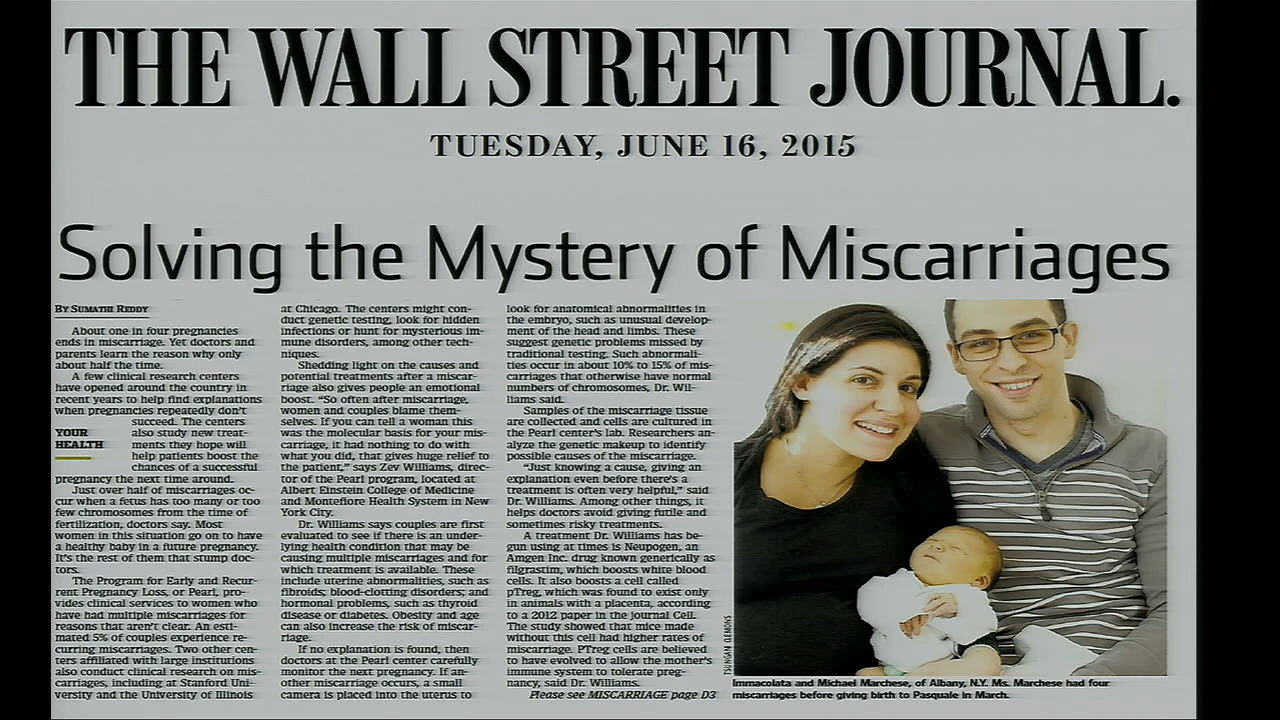 THE WALL STREET JOURNAL.
TUESDAY, JUNE 16, 2015
Solving the Mystery of Miscarriages
BY SUMATHI REDDY
About one in four pregnancies
ends in miscarriage. Yet doctors and
parents learn the reason why only
about half the time.
A few clinical research centers
have opened around the country in
recent years to help find explanations
when pregnancies repeatedly don't
succeed. The centers
also study new treat-
ments they hope will
help patients boost the
chances of a successful
YOUR
HEALTH
pregnancy the next time around.
Just over half of miscarriages oc-
cur when a fetus has too many or too
few chromosomes from the time of
fertilization, doctors say. Most
women in this situation go on to have
a healthy baby in a future pregnancy.
It's the rest of them that stump doc-
tors.
The Program for Early and Recur-
rent Pregnancy Loss, or Pearl, pro-
vides clinical services to women who
have had multiple miscarriages for
reasons that aren't clear. An esti-
mated 5% of couples experience re-
curring miscarriages. Two other cen-
ters affiliated with large institutions
also conduct clinical research on mis-
carriages, including at Stanford Uni-
versity and the University of Illinois
at Chicago. The centers might con-
duct genetic testing, look for hidden
infections or hunt for mysterious im-
mune disorders, among other tech-
niques.
Shedding light on the causes and
potential treatments after a miscar-
riage also gives people an emotional
boost. "So often after miscarriage,
women and couples blame them-
selves. If you can tell a woman this
was the molecular basis for your mis-
carriage, it had nothing to do with
what you did, that gives huge relief to
the patient," says Zev Williams, direc-
tor of the Pearl program, located at
Albert Einstein College of Medicine
and Montefiore Health System in New
York City.
Dr. Williams says couples are first
evaluated to see if there is an under-
lying health condition that may be
causing multiple miscarriages and for
which treatment is available. These
include uterine abnormalities, such as
fibroids; blood-clotting disorders; and
hormonal problems, such as thyroid
disease or diabetes. Obesity and age
can also increase the risk of miscar-
riage.
If no explanation is found, then
doctors at the Pearl center carefully
monitor the next pregnancy. If an-
other miscarriage occurs, a small
camera is placed into the uterus to
look for anatomical abnormalities in
the embryo, such as unusual develop-
ment of the head and limbs. These
suggest genetic problems missed by
traditional testing. Such abnormali-
ties occur in about 10% to 15% of mis-
carriages that otherwise have normal
numbers of chromosomes, Dr. Wil-
liams said.
Samples of the miscarriage tissue
are collected and cells are cultured in
the Pearl center's lab. Researchers an-
alyze the genetic makeup to identify
possible causes of the miscarriage.
"Just knowing a cause, giving an
explanation even before there's a
treatment is often very helpful," said
Dr. Williams. Among other things, it
helps doctors avoid giving futile and
sometimes risky treatments.
A treatment Dr. Williams has be-
gun using at times is Neupogen, an
Amgen Inc. drug known generically as
filgrastim, which boosts white blood
cells. It also boosts a cell called
pTreg, which was found to exist only
in animals with a placenta, according
to a 2012 paper in the journal Cell.
The study showed that mice made
without this cell had higher rates of
miscarriage. PTreg cells are believed
to have evolved to allow the mother's
immune system to tolerate preg-
nancy, said Dr. Williams.
Please see MISCARRIAGE page D3
TSUNGAN CLEMONS
Immacolata and Michael Marchese, of Albany, N.Y. Ms. Marchese had four
miscarriages before giving birth to Pasquale in March.